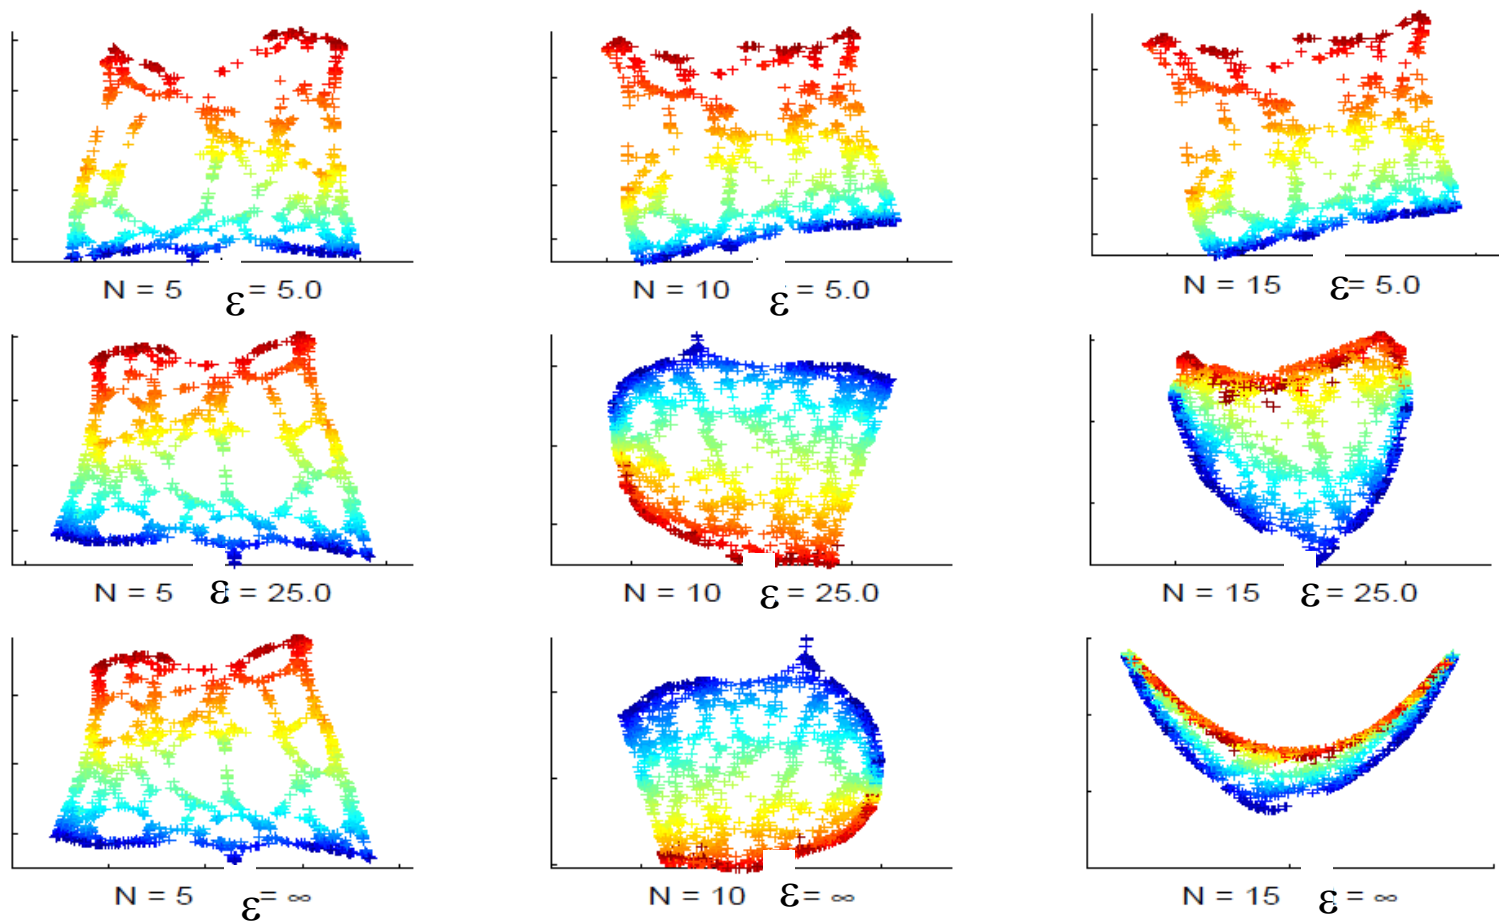 N = 5 ε = 5.0
N = 10 ε = 5.0
N = 15 ε = 5.0
N = 5 ε = 25.0
N = 10 ε = 25.0
N = 15 ε = 25.0
N = 5 ε = ∞
N = 10 ε = ∞
N = 15 ε = ∞